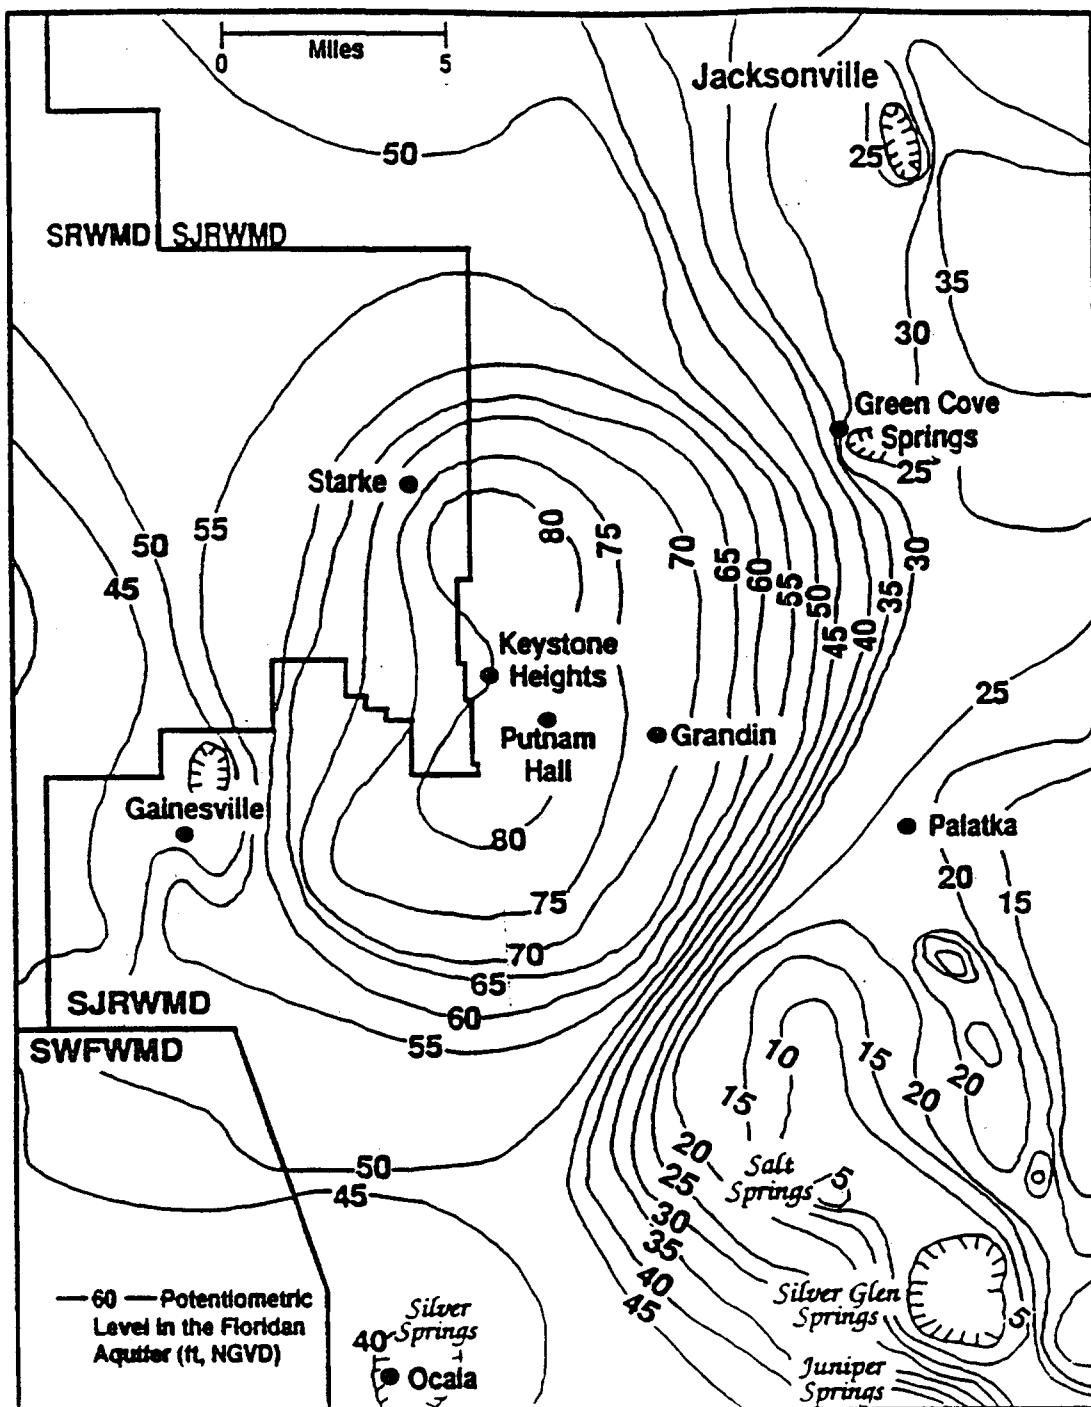 Miles
0 5
Jacksonville
50
25
SRWMD SJRWMD
35
30
Green Cove
Springs
25
Starke
55
50
45
80
75
70
65
60
55
50
45
40
35
30
Keystone
Heights
25
Putnam
Hall
Grandin
Gainesville
Palatka
80
20
15
75
70
65
60
55
SJRWMD
SWFWMD
10
15
15
20
20
50
45
20
25
30
35
40
45
Salt
Springs
5
60 Potentiometric
Level in the Floridan
Aquifer (ft, NGVD)
Silver
Springs
40
Ocala
Silver Glen
Springs
5
Juniper
Springs